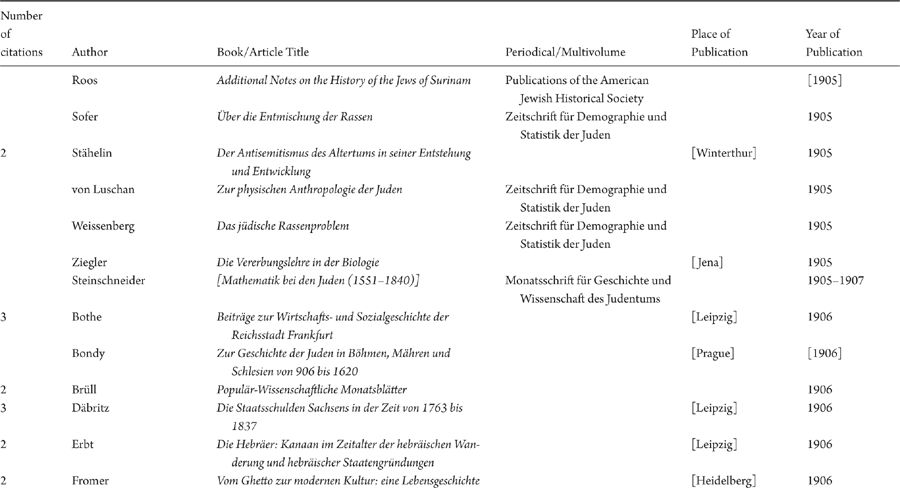 Number
of
citations Author Book/Article Title Periodical/Multivolume Place of
Publication Year of
Publication
Roos Additional Notes on the History of the Jews of Surinam Publications of the American
Jewish Historical Society [1905]
Sofer Über die Entmischung der Rassen Zeitschrift für Demographie und
Statistik der Juden 1905
2 Stähelin Der Antisemitismus des Altertums in seiner Entstehung
und Entwicklung [Winterthur] 1905
von Luschan Zur physischen Anthropologie der Juden Zeitschrift für Demographie und
Statistik der Juden 1905
Weissenberg Das jüdische Rassenproblem Zeitschrift für Demographie und
Statistik der Juden 1905
Ziegler Die Vererbungslehre in der Biologie [Jena] 1905
Steinschneider [Mathematik bei den Juden (1551–1840)] Monatsschrift für Geschichte und
Wissenschaft des Judentums 1905–1907
3 Bothe Beiträge zur Wirtschafts- und Sozialgeschichte der
Reichsstadt Frankfurt [Leipzig] 1906
Bondy Zur Geschichte der Juden in Böhmen, Mähren und
Schlesien von 906 bis 1620 [Prague] [1906]
2 Brüll Populär-Wissenschaftliche Monatsblätter 1906
3 Däbritz Die Staatsschulden Sachsens in der Zeit von 1763 bis
1837 [Leipzig] 1906
2 Erbt Die Hebräer: Kanaan im Zeitalter der hebräischen Wan-
derung und hebräischer Staatengründungen [Leipzig] 1906
2 Fromer Vom Ghetto zur modernen Kultur: eine Lebensgeschichte [Heidelberg] 1906